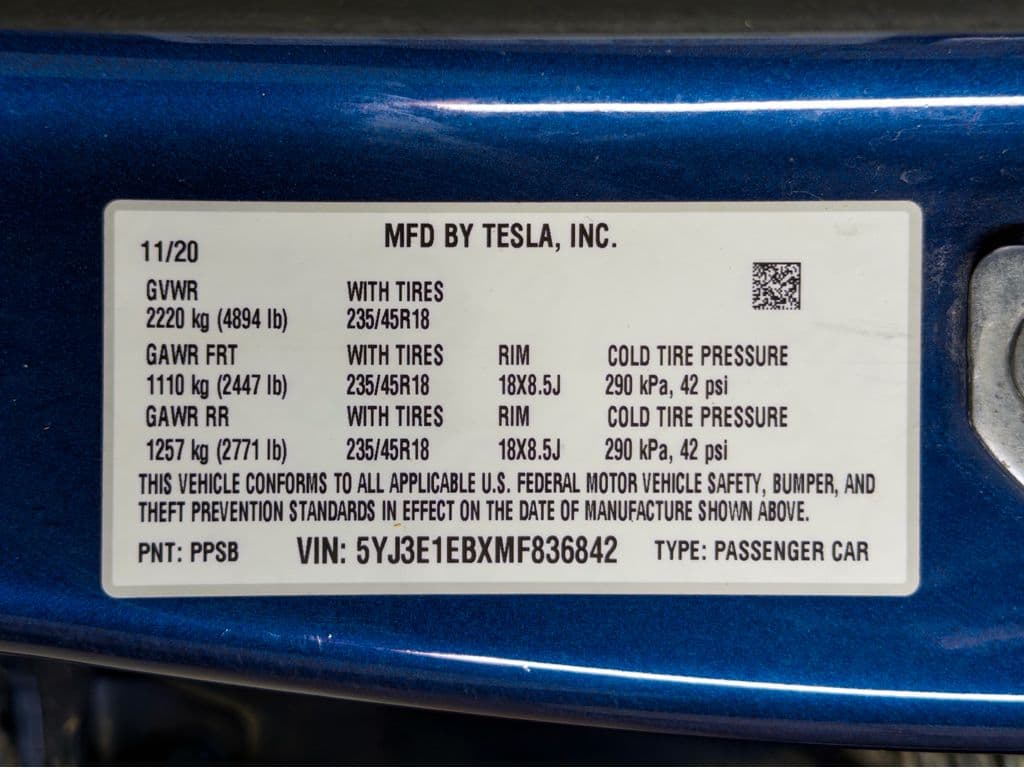 MFD BY TESLA, INC.
11/20
GVWR WITH TIRES
2220 kg (4894 lb) 235/45R18
GAWR FRT WITH TIRES RIM COLD TIRE PRESSURE
1110 kg (2447 lb) 235/45R18 18X8.5J 290 kPa, 42 psi
GAWR RR WITH TIRES RIM COLD TIRE PRESSURE
1257 kg (2771 lb) 235/45R18 18X8.5J 290 kPa, 42 psi
THIS VEHICLE CONFORMS TO ALL APPLICABLE U.S. FEDERAL MOTOR VEHICLE SAFETY, BUMPER, AND
THEFT PREVENTION STANDARDS IN EFFECT ON THE DATE OF MANUFACTURE SHOWN ABOVE.
PNT: PPSB VIN: 5YJ3E1EBXMF836842 TYPE: PASSENGER CAR